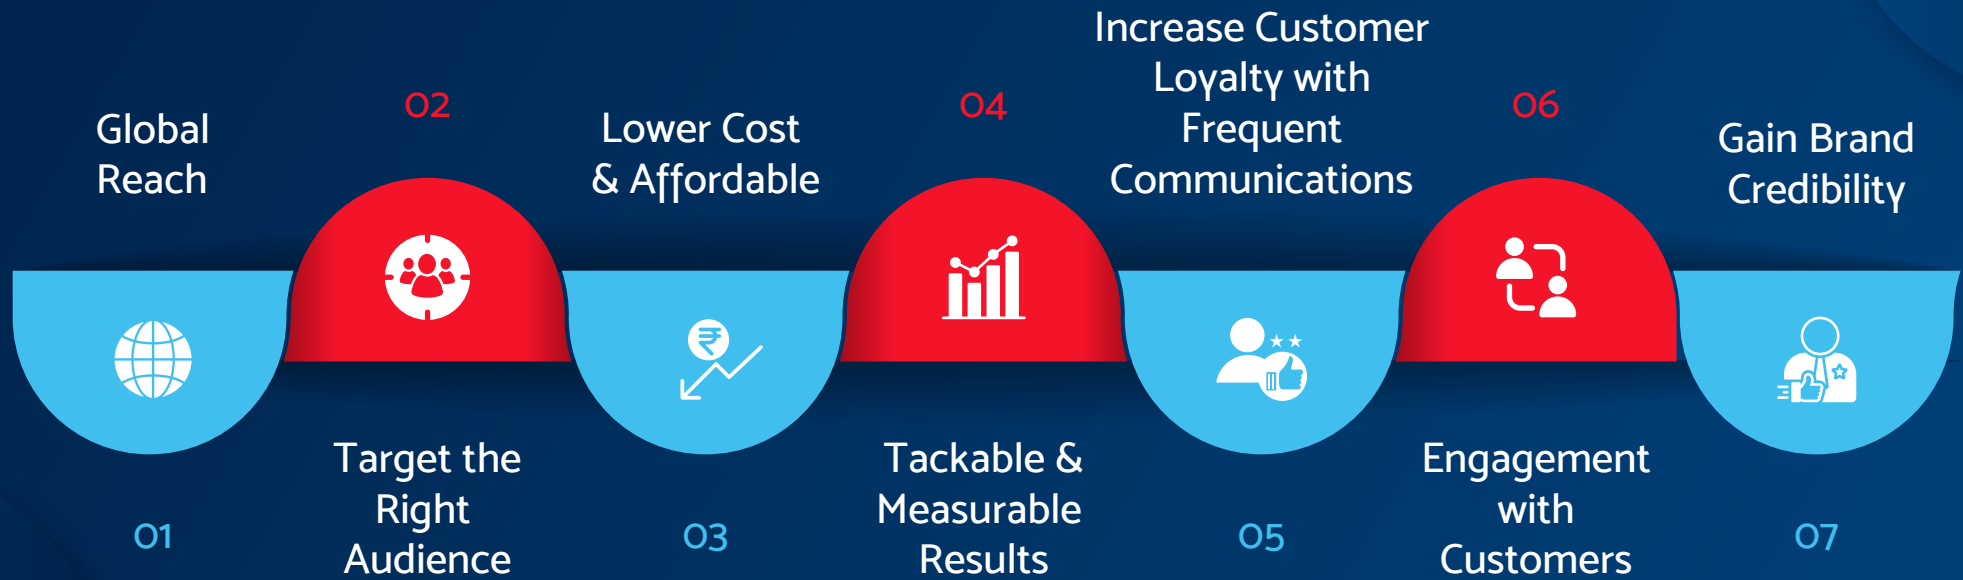 Global
Reach
01
02
Target the
Right
Audience
Lower Cost
& Affordable
₹
03
04
Tackable &
Measurable
Results
Increase Customer
Loyalty with
Frequent
Communications
05
06
Engagement
with
Customers
Gain Brand
Credibility
07